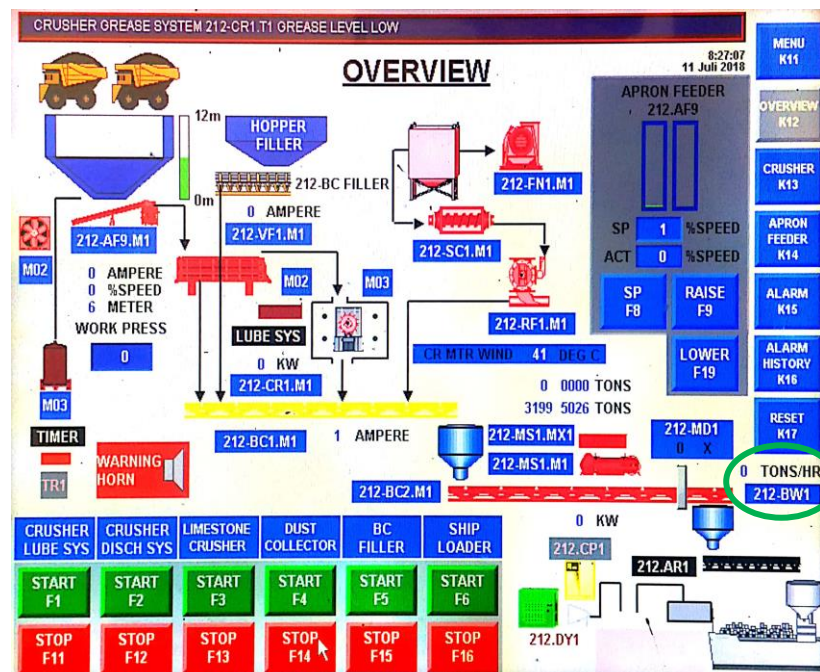 CRUSHER GREASE SYSTEM 212-CR1.T1 GREASE LEVEL LOW
8:27:07
11 Juli 2018
OVERVIEW
MENU
K11
OVERVIEW
K12
CRUSHER
K13
APRON
FEEDER
K14
ALARM
K15
ALARM
HISTORY
K16
RESET
K17
12m
0m
HOPPER
FILLER
212-BC FILLER
0 AMPERE
212-VF1.M1
212-FN1.M1
212-SC1.M1
212-RF1.M1
APRON FEEDER
212.AF9
SP 1 %SPEED
ACT 0 %SPEED
SP
F8
RAISE
F9
LOWER
F19
M02
212-AF9.M1
0 AMPERE
0 %SPEED
6 METER
WORK PRESS
0
M03
M02
M03
LUBE SYS
0 KW
212-CR1.M1
CR MTR WIND 41 DEG C
0 0000 TONS
3199 5026 TONS
212-BC1.M1
1 AMPERE
TIMER
TR1
WARNING
HORN
212-MS1.MX1
212-MS1.M1
212-MD1
0 X
0 TONS/HR
212-BW1
212-BC2.M1
0 KW
212.CP1
212.AR1
212.DY1
CRUSHER
LUBE SYS
CRUSHER
DISCH SYS
LIMESTONE
CRUSHER
DUST
COLLECTOR
BC
FILLER
SHIP
LOADER
START
F1
START
F2
START
F3
START
F4
START
F5
START
F6
STOP
F11
STOP
F12
STOP
F13
STOP
F14
STOP
F15
STOP
F16